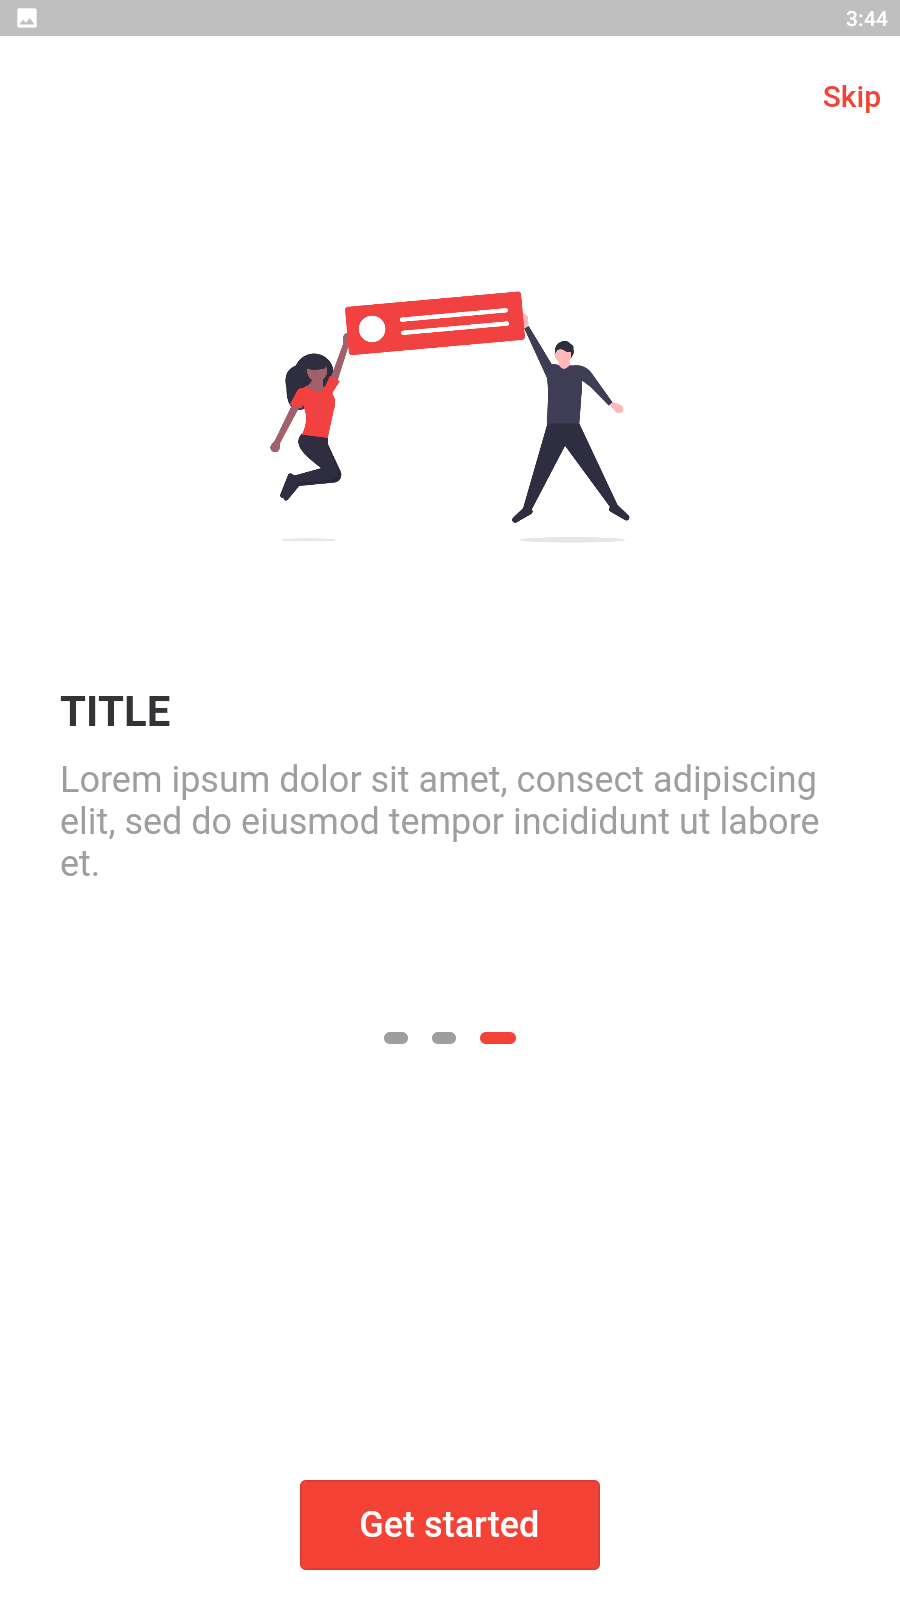 3:44
Skip
TITLE
Lorem ipsum dolor sit amet, consect adipiscing
elit, sed do eiusmod tempor incididunt ut labore
et.
Get started